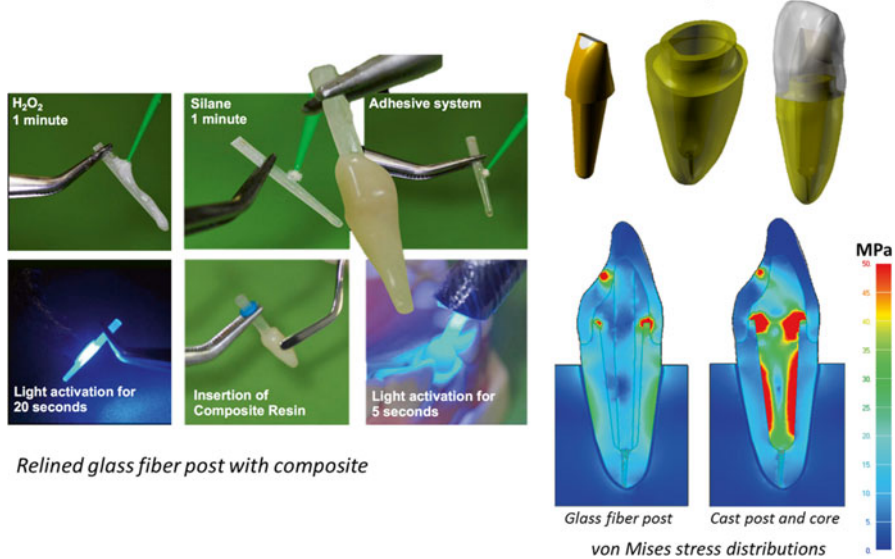 H₂O₂
1 minute
Silane
1 minute
Adhesive system
Light activation for
20 seconds
Insertion of
Composite Resin
Light activation for
5 seconds
Relined glass fiber post with composite
MPa
50
45
40
35
30
25
20
15
10
5
0
Glass fiber post
Cast post and core
von Mises stress distributions